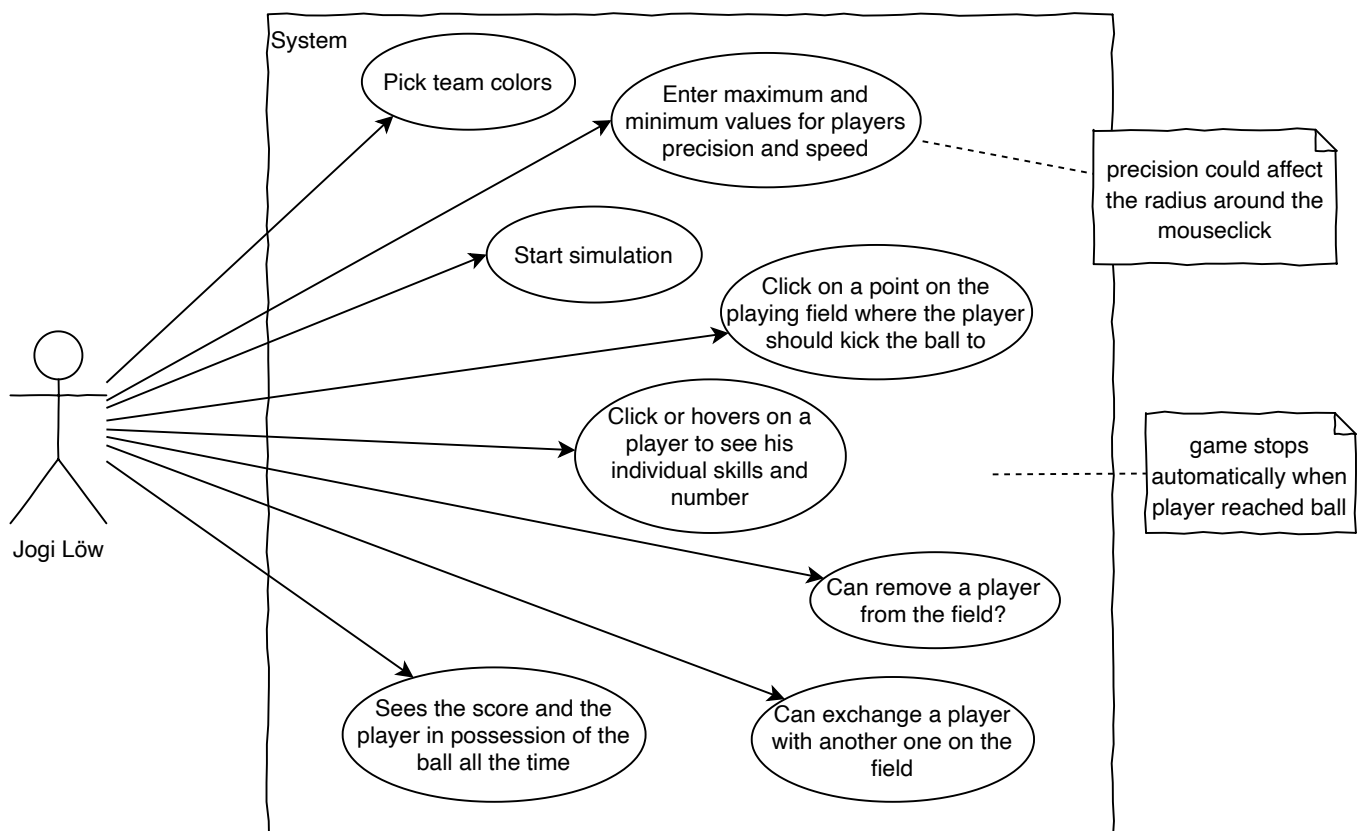 System
Pick team colors
Enter maximum and
minimum values for players
precision and speed
precision could affect
the radius around the
mouseclick
Start simulation
Click on a point on the
playing field where the player
should kick the ball to
Click or hovers on a
player to see his
individual skills and
number
game stops
automatically when
player reached ball
Jogi Löw
Can remove a player
from the field?
Sees the score and the
player in possession of the
ball all the time
Can exchange a player
with another one on the
field